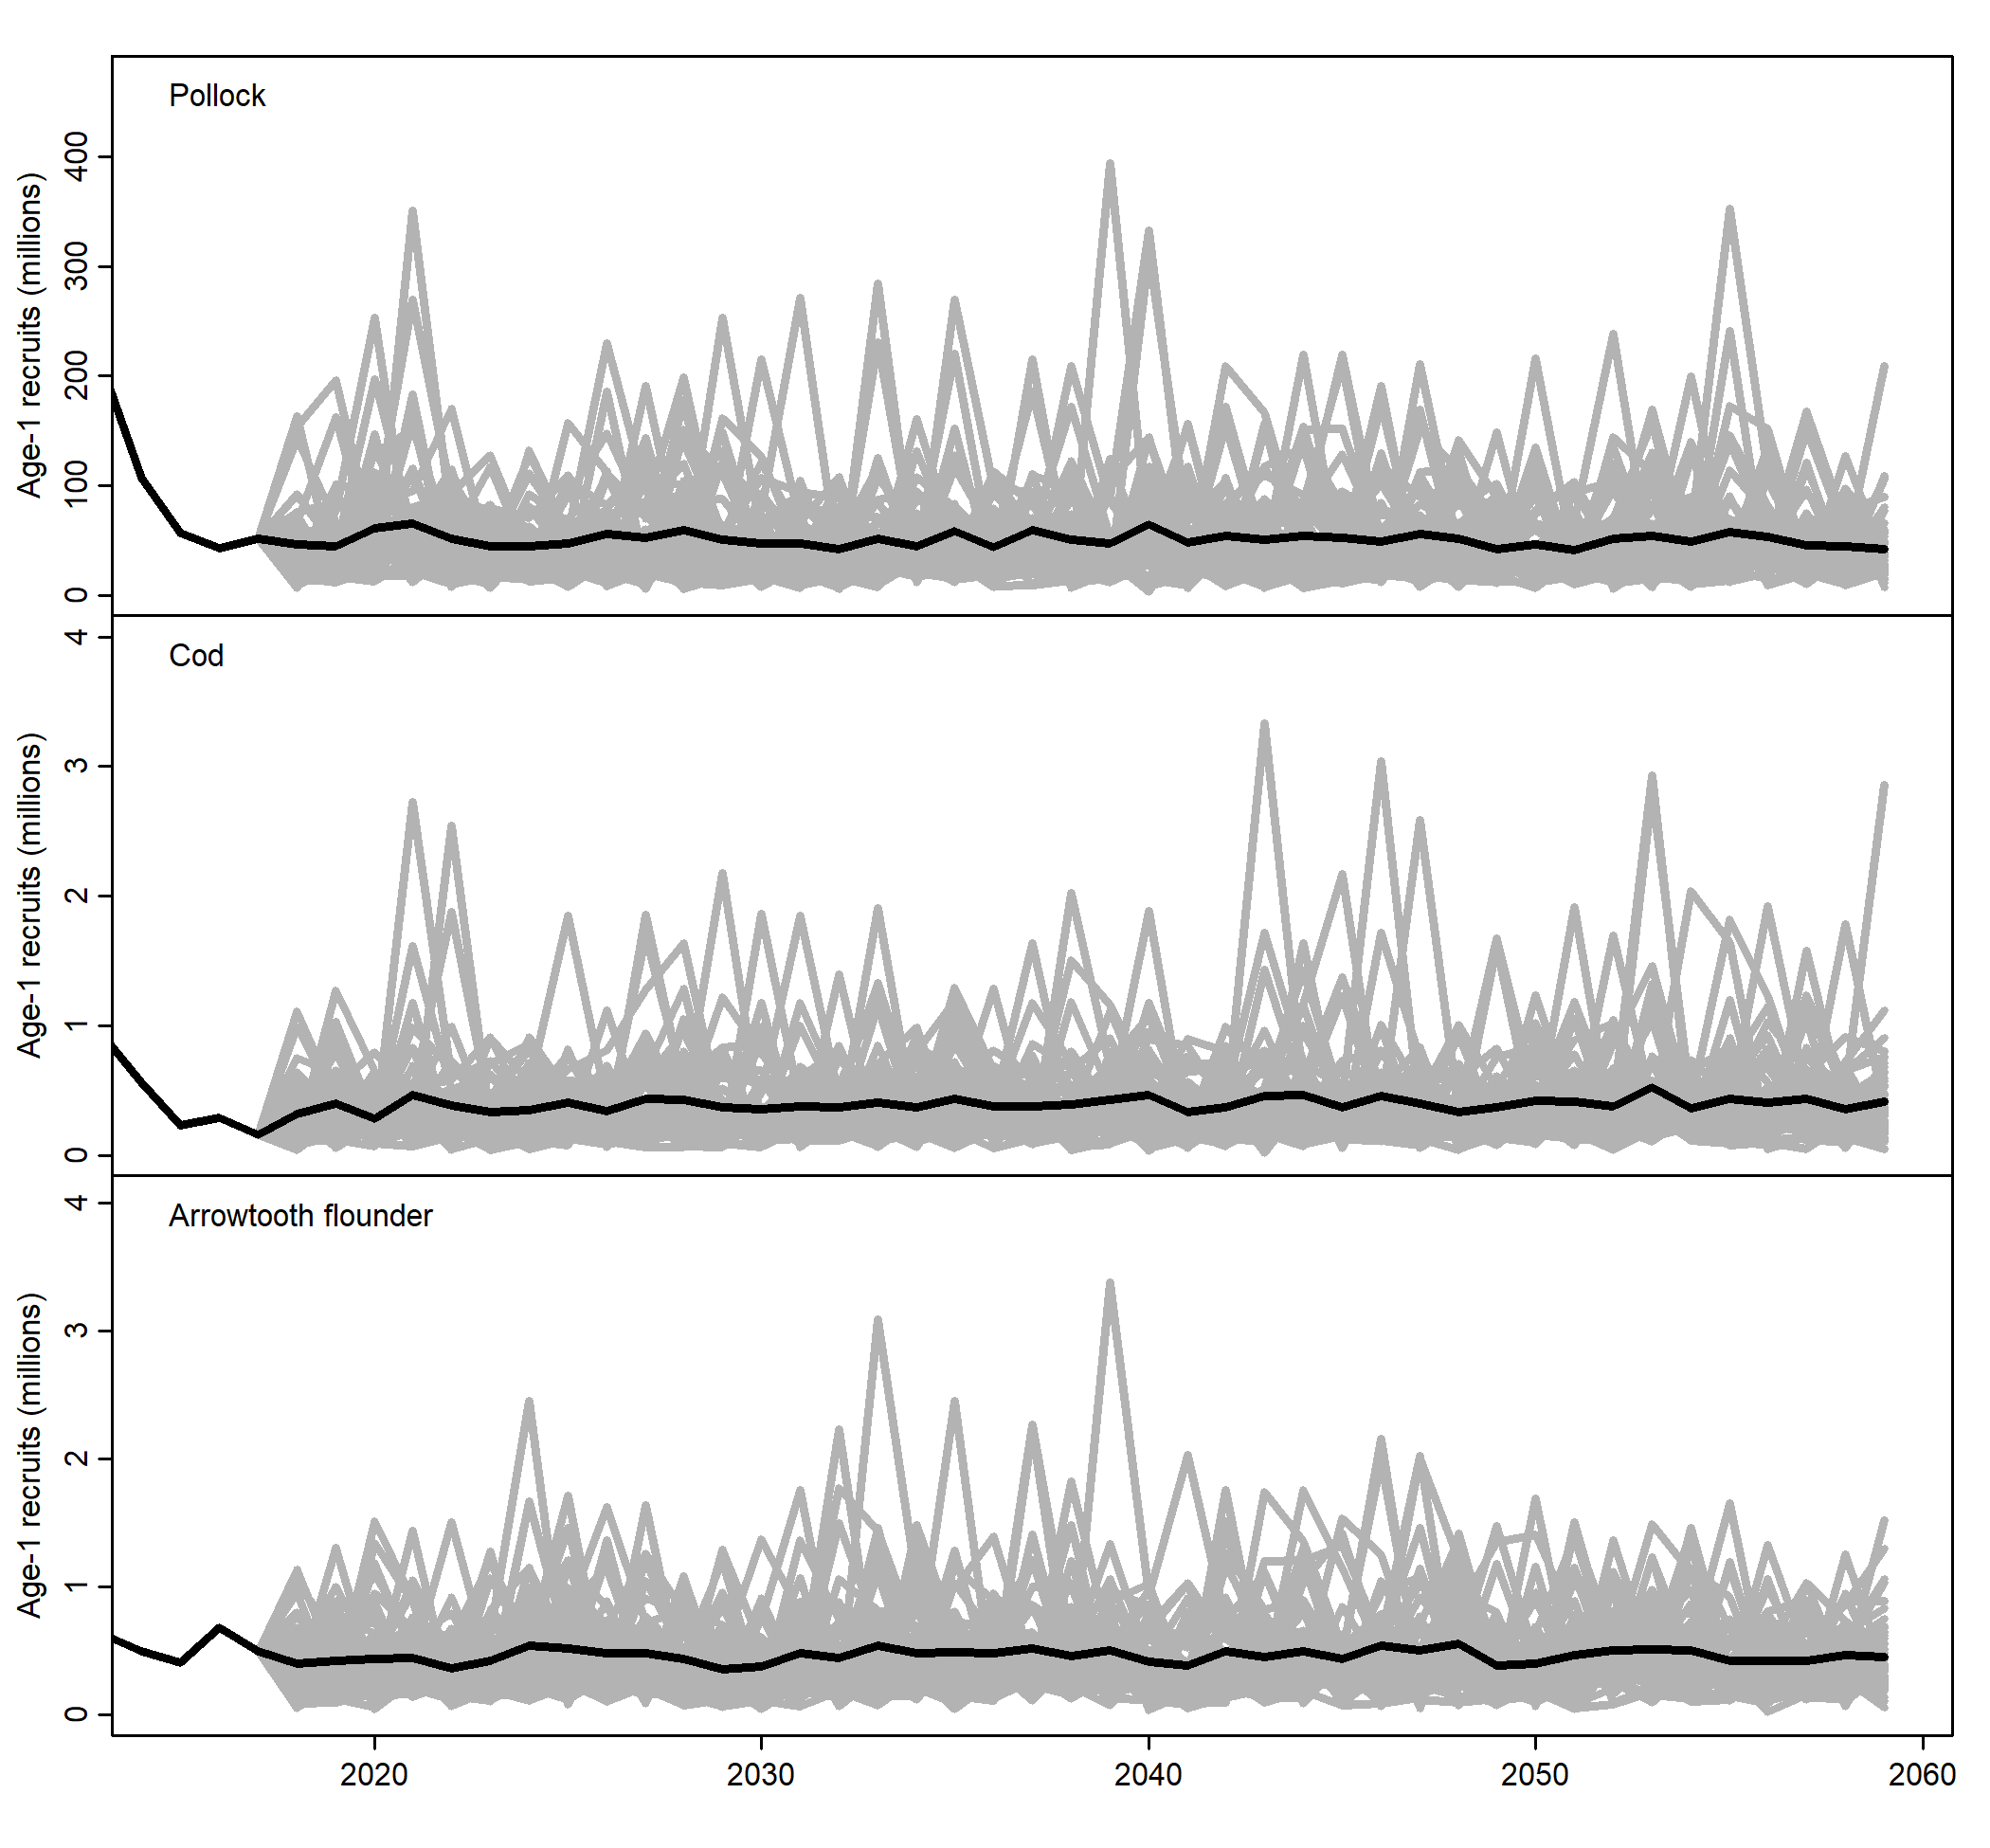 Pollock
Age-1 recruits (millions)
400
300
200
100
0
Cod
Age-1 recruits (millions)
4
3
2
1
0
Arrowtooth flounder
Age-1 recruits (millions)
4
3
2
1
0
2020 2030 2040 2050 2060